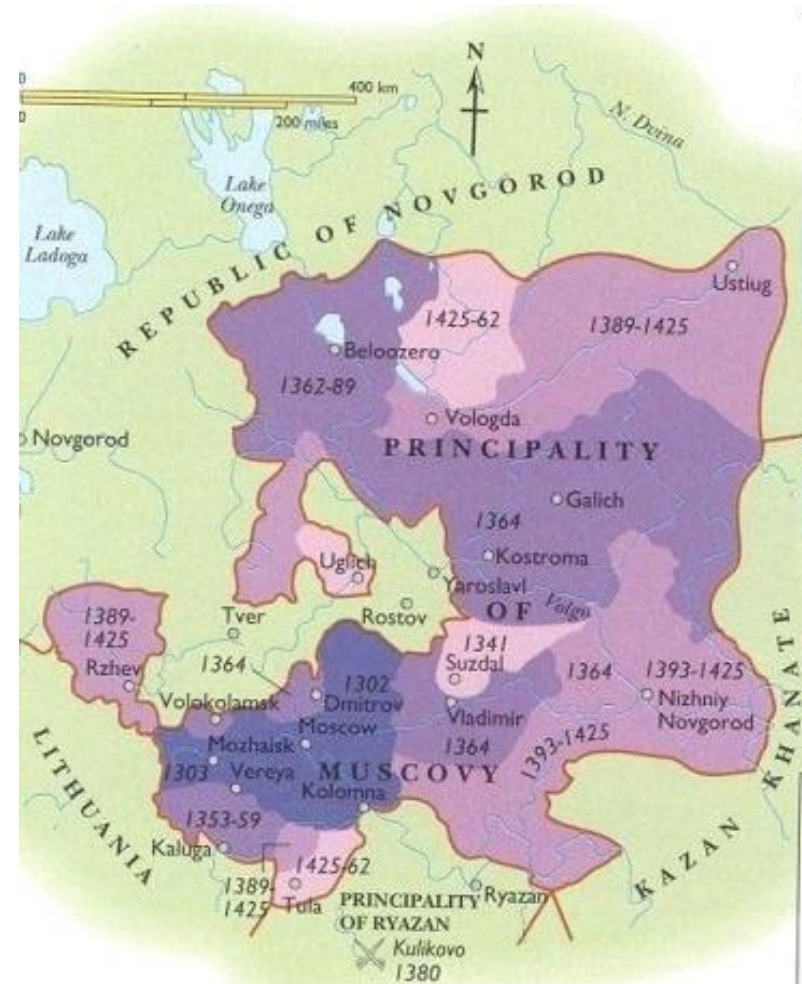 0
400 km
0
200 miles
N
N. Dvina
Lake
Onega
Lake
Ladoga
REPUBLIC OF NOVGOROD
Ustiug
1425-62
1389-1425
Beloozero
1362-89
Vologda
Novgorod
PRINCIPALITY
Galich
1364
Kostroma
Uglich
Yaroslavl
OF
Volga
Rostov
Tver
1389-
1425
Rzhev
1364
1341
Suzdal
1364
1393-1425
Nizhniy
Novgorod
1302
Dmitrov
Volokolamsk
Moscow
Vladimir
1364
1393-1425
Mozhaisk
1303
Vereya
MUSCOVY
Kolomna
1353-59
Kaluga
1425-62
1389-
1425
Tula
LITHUANIA
KAZAN KHANATE
PRINCIPALITY
OF RYAZAN
Ryazan
Kulikovo
1380